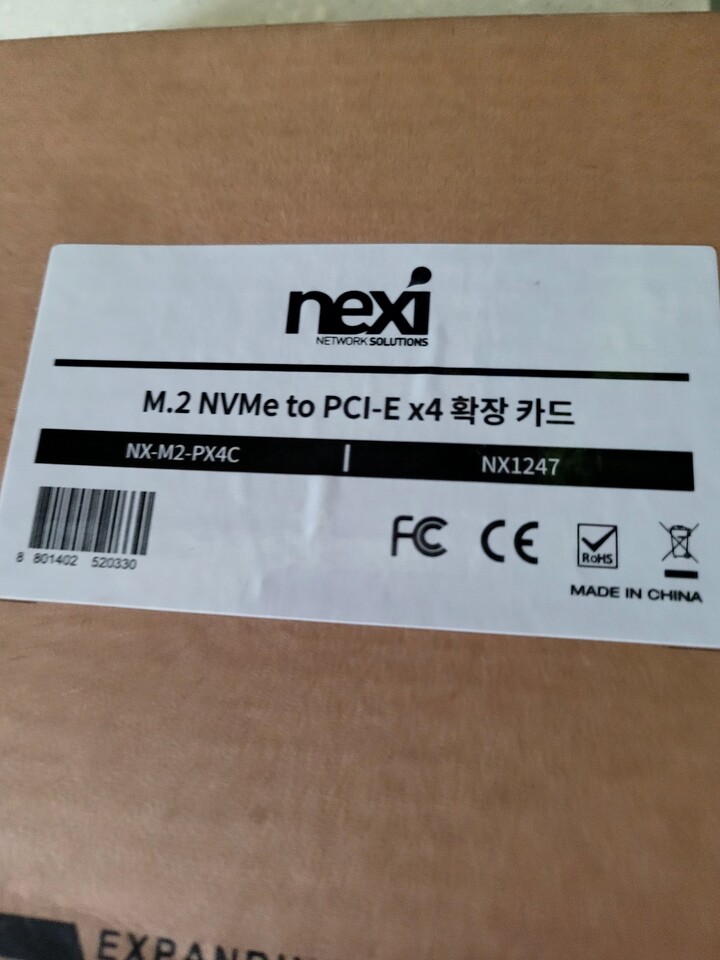 nexi
NETWORK SOLUTIONS
M.2 NVMe to PCI-E x4 확장 카드
NX-M2-PX4C | NX1247
8 801402 520330
FC CE RoHS
MADE IN CHINA